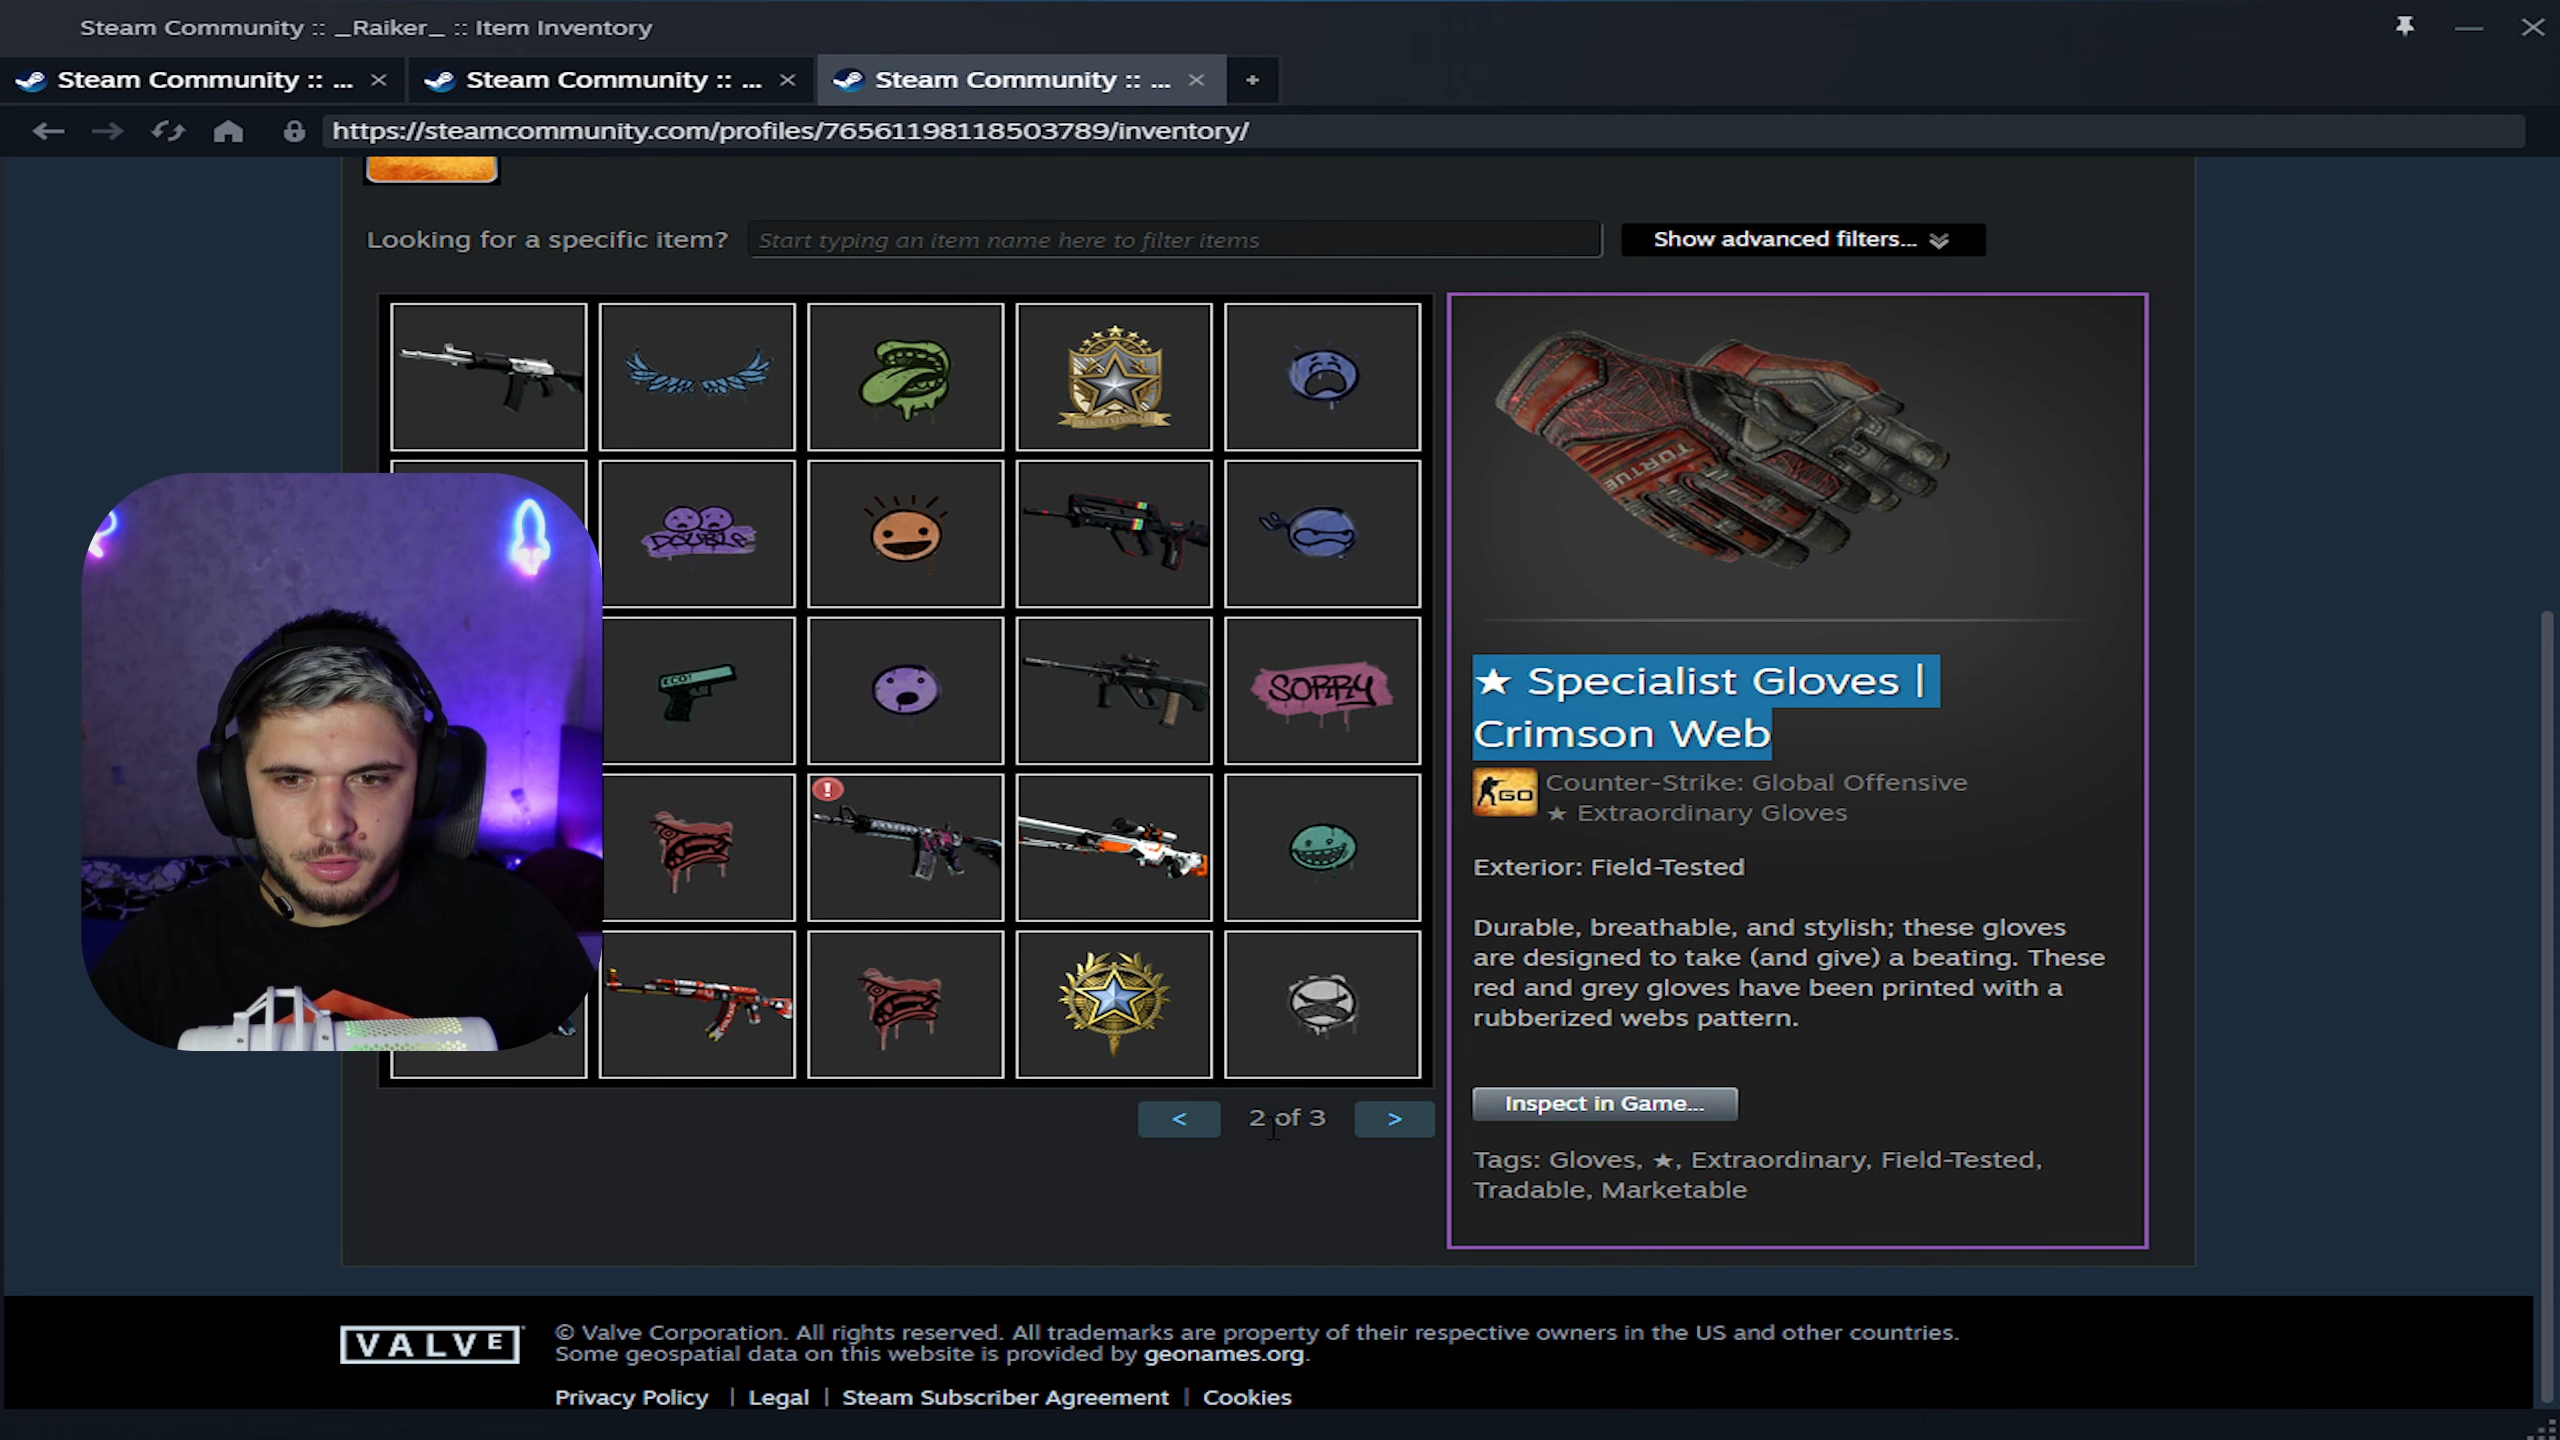 Steam Community :: _Raiker_ :: Item Inventory
Steam Community :: ...
Steam Community :: ...
Steam Community :: ...
https://steamcommunity.com/profiles/76561198118503789/inventory/
Looking for a specific item?
Start typing an item name here to filter items
Show advanced filters...
DOUBLE
ECO!
SORRY
TORTUE
★ Specialist Gloves |
Crimson Web
GO
Counter-Strike: Global Offensive
★ Extraordinary Gloves
Exterior: Field-Tested
Durable, breathable, and stylish; these gloves
are designed to take (and give) a beating. These
red and grey gloves have been printed with a
rubberized webs pattern.
< 2 of 3 >
Inspect in Game...
Tags: Gloves, ★, Extraordinary, Field-Tested,
Tradable, Marketable
VALVE
© Valve Corporation. All rights reserved. All trademarks are property of their respective owners in the US and other countries.
Some geospatial data on this website is provided by geonames.org.
Privacy Policy | Legal | Steam Subscriber Agreement | Cookies